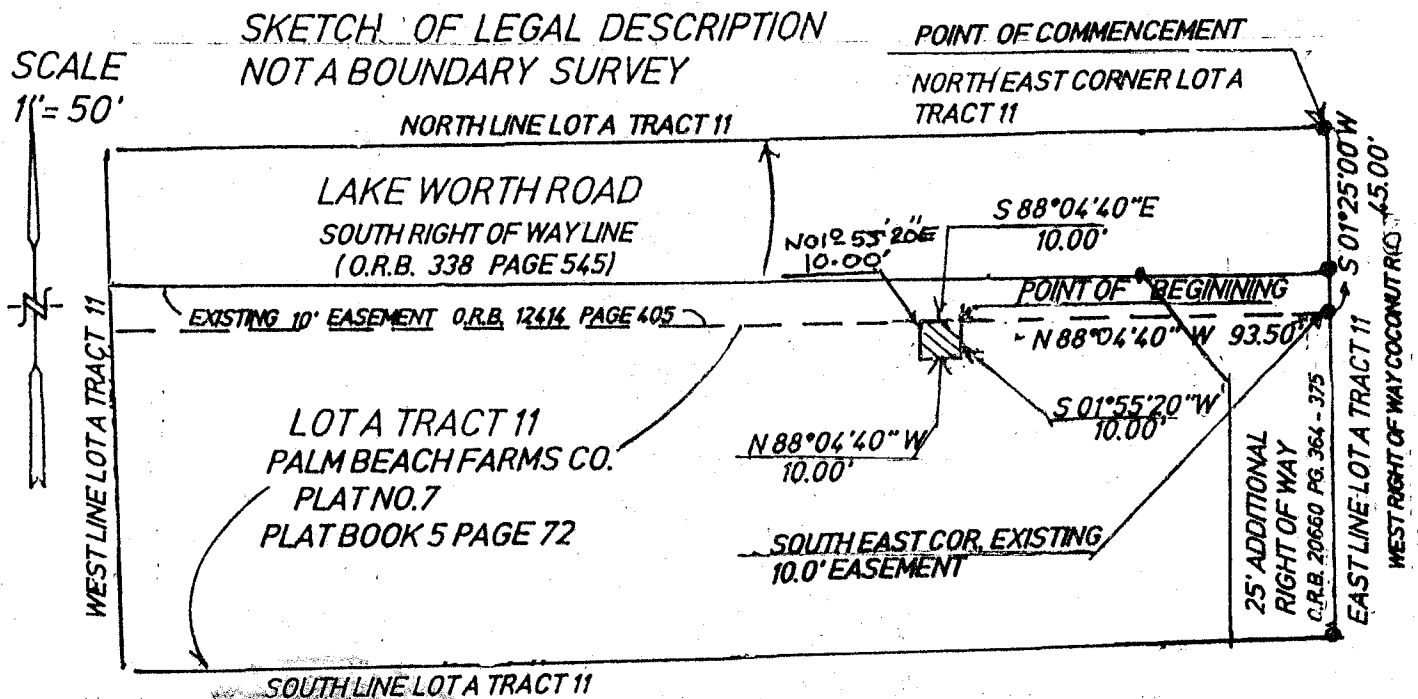 SKETCH OF LEGAL DESCRIPTION
NOT A BOUNDARY SURVEY
SCALE
1"= 50'
POINT OF COMMENCEMENT
NORTH EAST CORNER LOT A
TRACT 11
NORTH LINE LOT A TRACT 11
LAKE WORTH ROAD
SOUTH RIGHT OF WAY LINE
(O.R.B. 338 PAGE 545)
N01°55'20"E
10.00'
S 88°04'40"E
10.00'
S 01°25'00"W
45.00'
N
EXISTING 10' EASEMENT O.R.B. 12414 PAGE 405
POINT OF BEGINNING
N 88°04'40" W 93.50'
S 01°55'20"W
10.00'
N 88°04'40" W
10.00'
LOT A TRACT 11
PALM BEACH FARMS CO.
PLAT NO.7
PLAT BOOK 5 PAGE 72
SOUTH EAST COR. EXISTING
10.0' EASEMENT
WEST LINE LOT A TRACT 11
25' ADDITIONAL
RIGHT OF WAY
O.R.B. 20660 PG. 364 - 375
EAST LINE LOT A TRACT 11
WEST RIGHT OF WAY COCONUT RD
SOUTH LINE LOT A TRACT 11